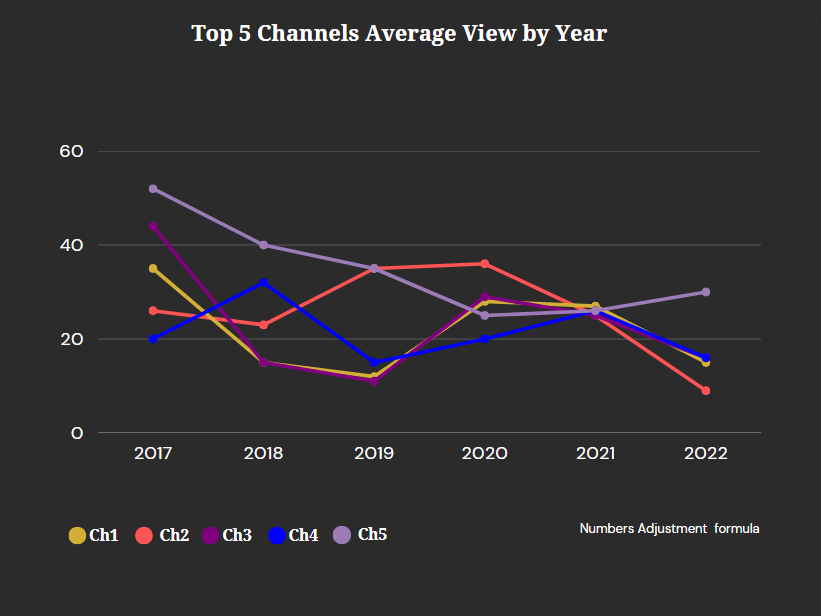 Top 5 Channels Average View by Year
60
40
20
0
2017 2018 2019 2020 2021 2022
Ch1 Ch2 Ch3 Ch4 Ch5
Numbers Adjustment formula